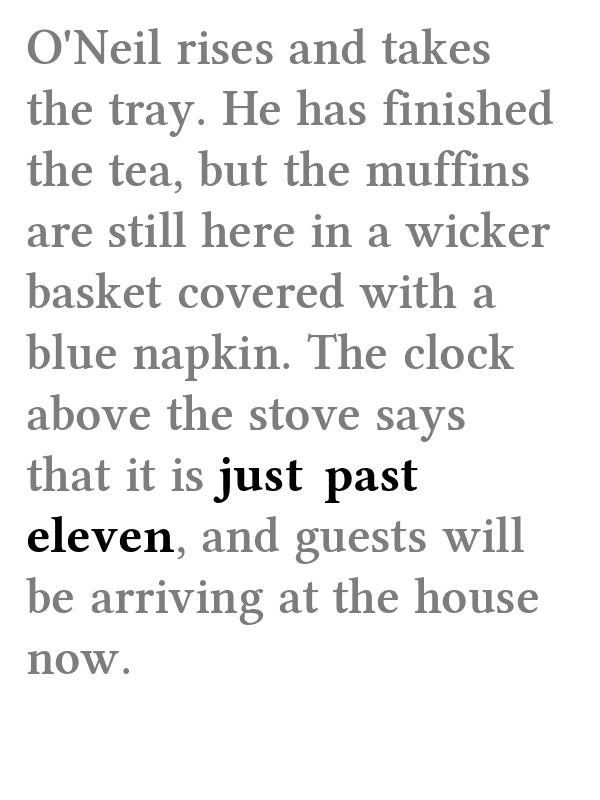 O'Neil rises and takes
the tray. He has finished
the tea, but the muffins
are still here in a wicker
basket covered with a
blue napkin. The clock
above the stove says
that it is just past
eleven, and guests will
be arriving at the house
now.